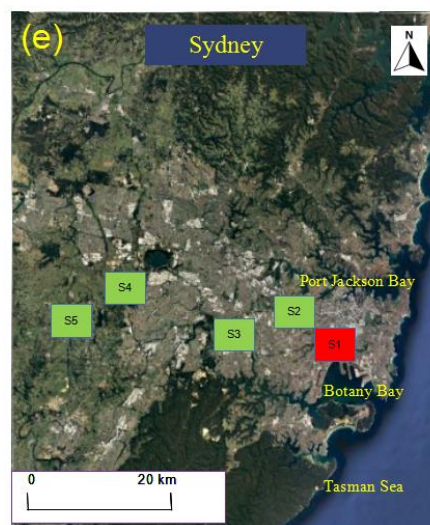 (e)
Sydney
N
Port Jackson Bay
S4
S2
S5
S3
S1
Botany Bay
0 20 km
Tasman Sea